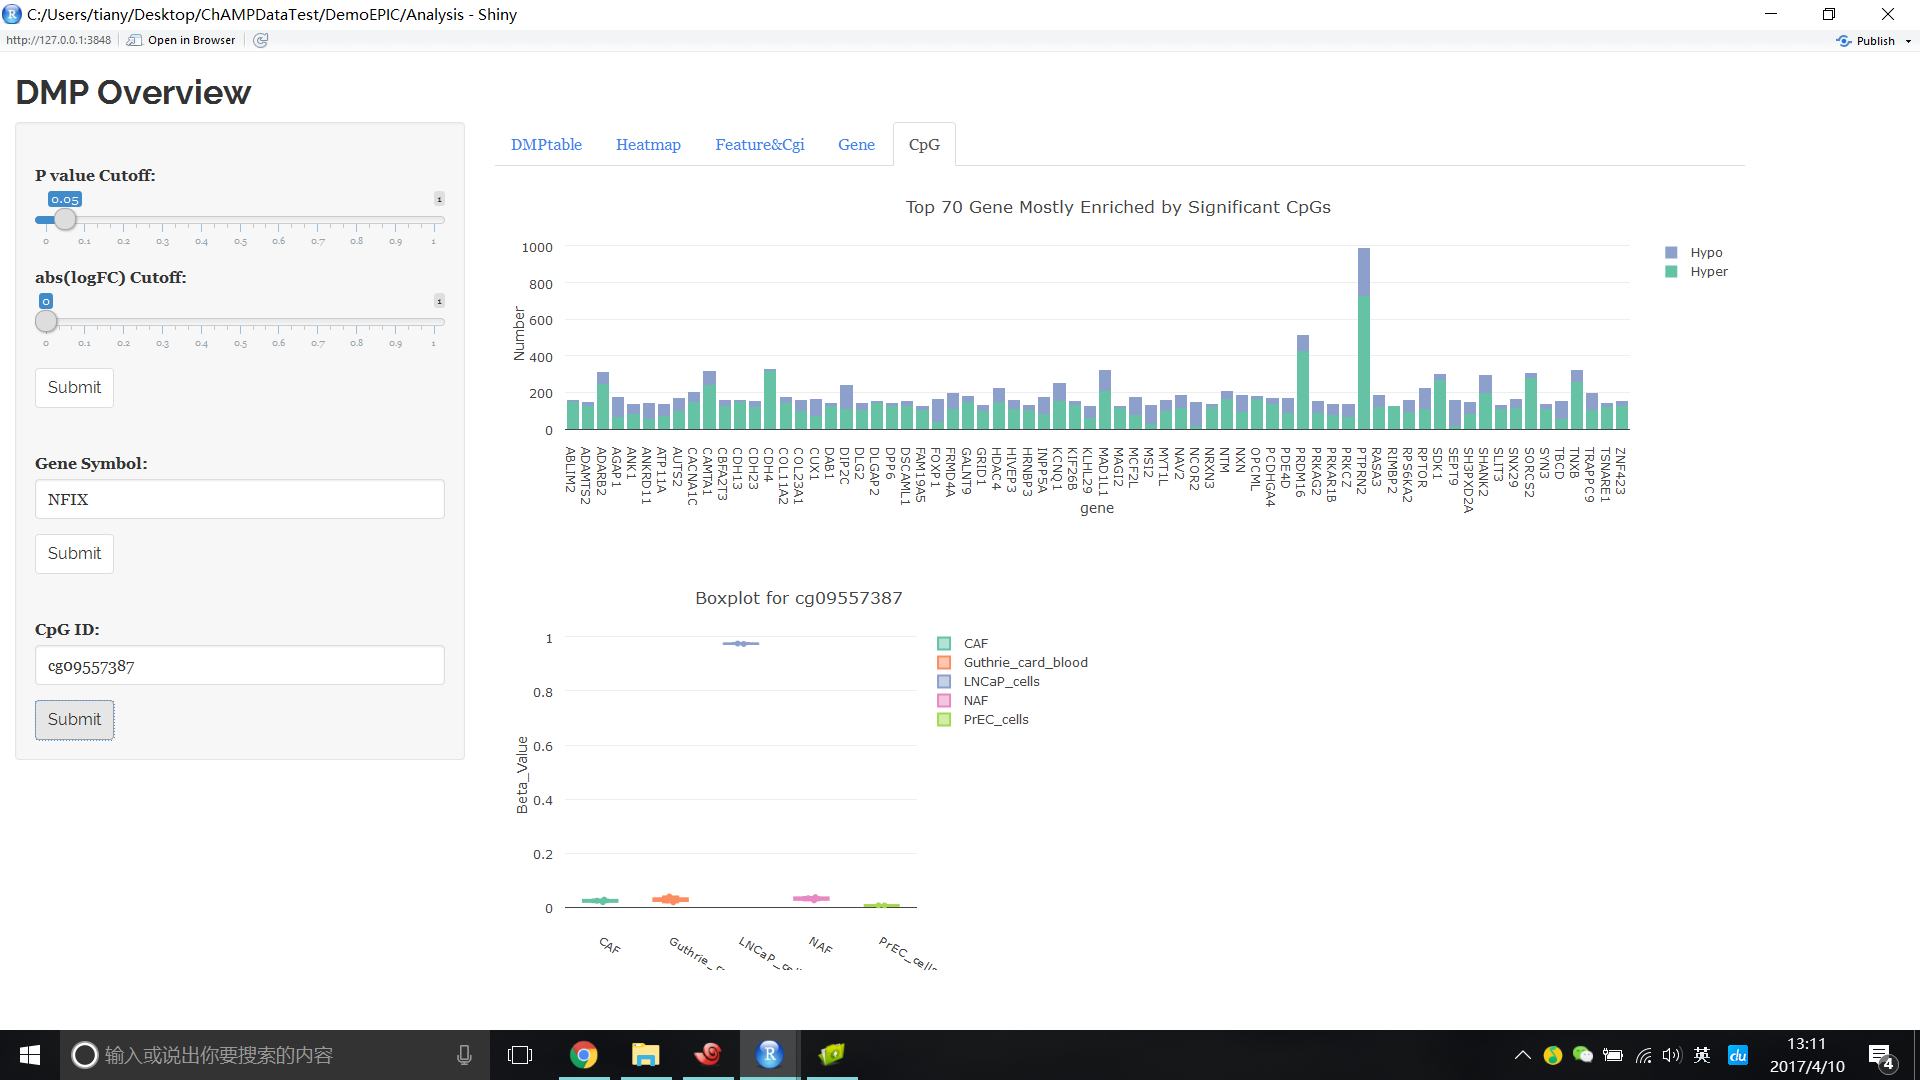 C:/Users/tiany/Desktop/ChAMPDataTest/DemoEPIC/Analysis - Shiny
http://127.0.0.1:3848 Open in Browser Publish
DMP Overview
P value Cutoff:
0.05 1
0 0.1 0.2 0.3 0.4 0.5 0.6 0.7 0.8 0.9 1
abs(logFC) Cutoff:
0 1
0 0.1 0.2 0.3 0.4 0.5 0.6 0.7 0.8 0.9 1
Submit
Gene Symbol:
NFIX
Submit
CpG ID:
cg09557387
Submit
DMPtable Heatmap Feature&Cgi Gene CpG
Top 70 Gene Mostly Enriched by Significant CpGs
Number
1000
800
600
400
200
0
Hypo
Hyper
ABLIM2
ADAMTS2
ADARB2
AGAP1
ANK1
ANKRD11
ATP11A
AUTS2
CACNA1C
CAMTA1
CBFA2T3
CDH13
CDH23
CDH4
COL11A2
COL23A1
CUX1
DAB1
DIP2C
DLG2
DLGAP2
DPP6
DSCAML1
FAM19A5
FOXP1
FRMD4A
GALNT9
GRID1
HDAC4
HIVEP3
HRNBP3
INPP5A
KCNQ1
KIF26B
KLHL29
MAD1L1
MAGI2
MCF2L
MSI2
MYT1L
NAV2
NCOR2
NRXN3
NTM
NXN
OPCML
PCDHGA4
PDE4D
PRDM16
PRKAG2
PRKAR1B
PRKCZ
PTPRN2
RASA3
RIMBP2
RPS6KA2
RPTOR
SDK1
SEPT9
SH3PXD2A
SHANK2
SLIT3
SNX29
SORCS2
SYN3
TBCD
TNXB
TRAPPC9
TSNARE1
ZNF423
gene
Boxplot for cg09557387
Beta_Value
1
0.8
0.6
0.4
0.2
0
CAF
Guthrie_card_blood
LNCaP_cells
NAF
PrEC_cells
CAF
Guthrie_
LNCaP_
NAF
PrEC_cells
输入或说出你要搜索的内容
英
du
13:11
2017/4/10
4